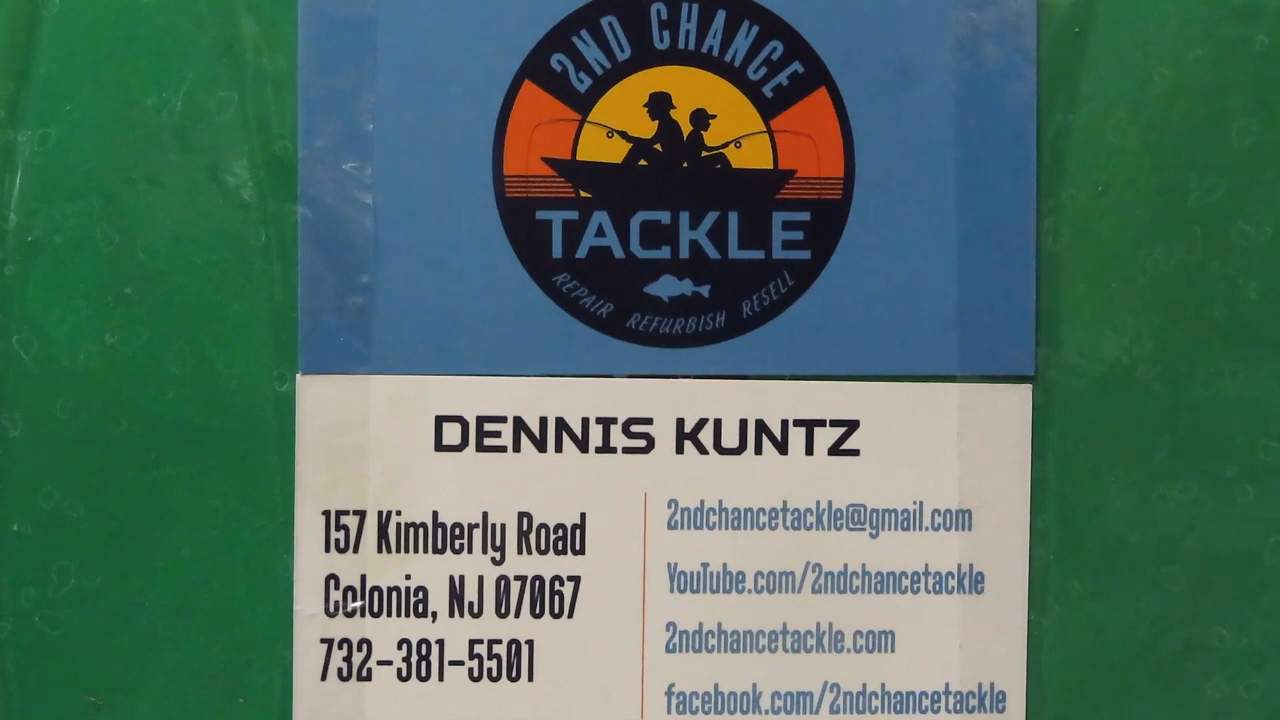 2ND CHANCE
TACKLE
REPAIR REFURBISH RESELL
DENNIS KUNTZ
157 Kimberly Road
Colonia, NJ 07067
732-381-5501
2ndchancetackle@gmail.com
YouTube.com/2ndchancetackle
2ndchancetackle.com
facebook.com/2ndchancetackle